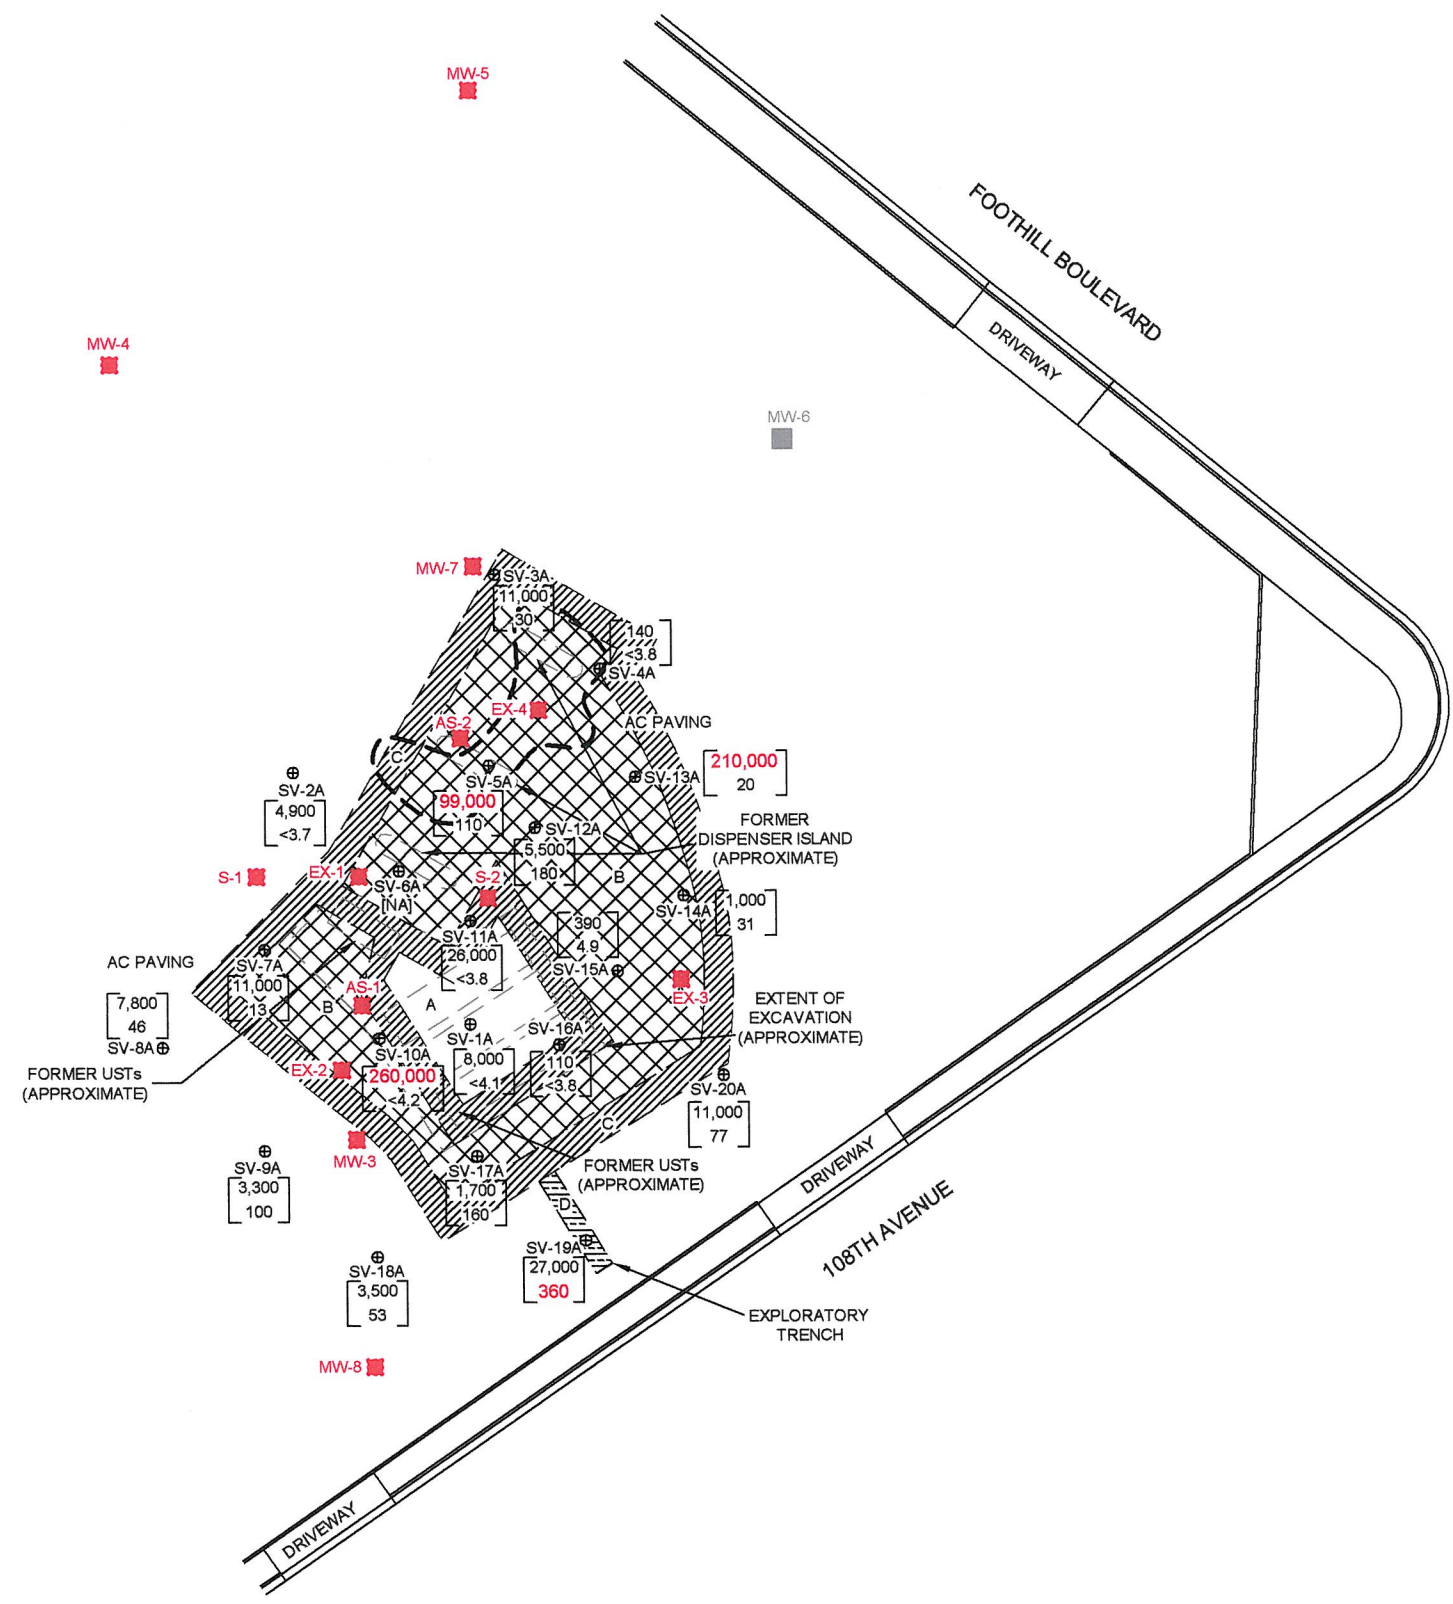 MW-5
FOOTHILL BOULEVARD
DRIVEWAY
MW-4
MW-6
MW-7
SV-3A
11,000
30
140
<3.8
SV-4A
EX-4
AS-2
AC PAVING
C
SV-2A
4,900
<3.7
SV-5A
99,000
110
SV-13A
210,000
20
FORMER
DISPENSER ISLAND
(APPROXIMATE)
SV-12A
5,500
180
B
S-1
EX-1
SV-6A
[NA]
S-2
SV-14A
1,000
31
SV-11A
26,000
<3.8
390
4.9
SV-15A
EX-3
AC PAVING
SV-7A
11,000
13
B
AS-1
A
7,800
46
SV-8A
EXTENT OF
EXCAVATION
(APPROXIMATE)
SV-1A
8,000
<4.1
SV-16A
110
<3.8
SV-10A
260,000
<4.2
EX-2
FORMER USTs
(APPROXIMATE)
SV-20A
11,000
77
C
MW-3
SV-9A
3,300
100
SV-17A
1,700
160
FORMER USTs
(APPROXIMATE)
D
DRIVEWAY
108TH AVENUE
SV-19A
27,000
360
SV-18A
3,500
53
EXPLORATORY
TRENCH
MW-8
DRIVEWAY